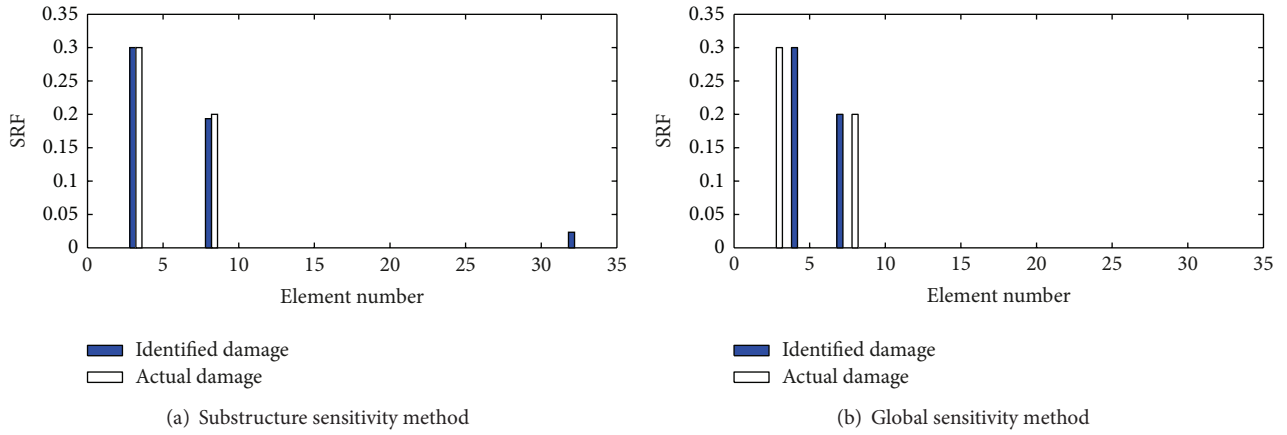 0.35
0.3
0.25
0.2
0.15
0.1
0.05
0
SRF
0 5 10 15 20 25 30 35
Element number
Identified damage
Actual damage
(a) Substructure sensitivity method
0.35
0.3
0.25
0.2
0.15
0.1
0.05
0
SRF
0 5 10 15 20 25 30 35
Element number
Identified damage
Actual damage
(b) Global sensitivity method